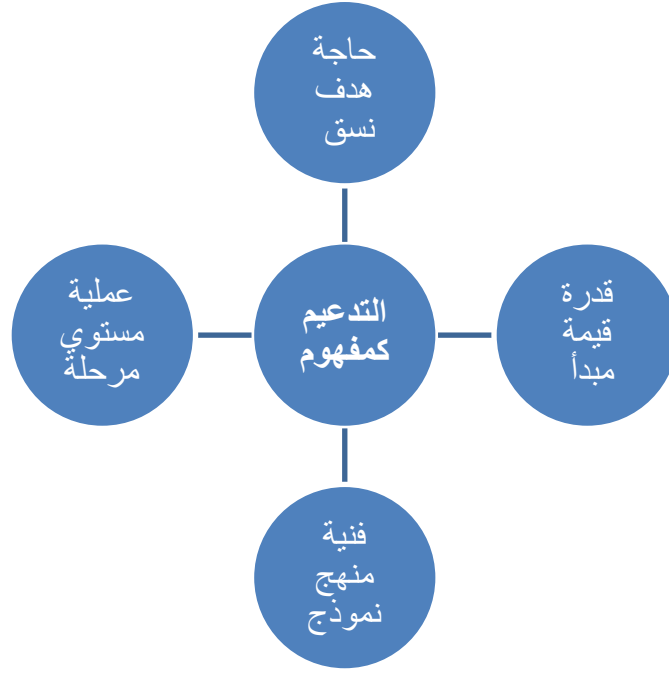 حاجة
هدف
نسق
قدرة
قيمة
مبدأ
التدعيم
كمفهوم
عملية
مستوي
مرحلة
فنية
منهج
نموذج